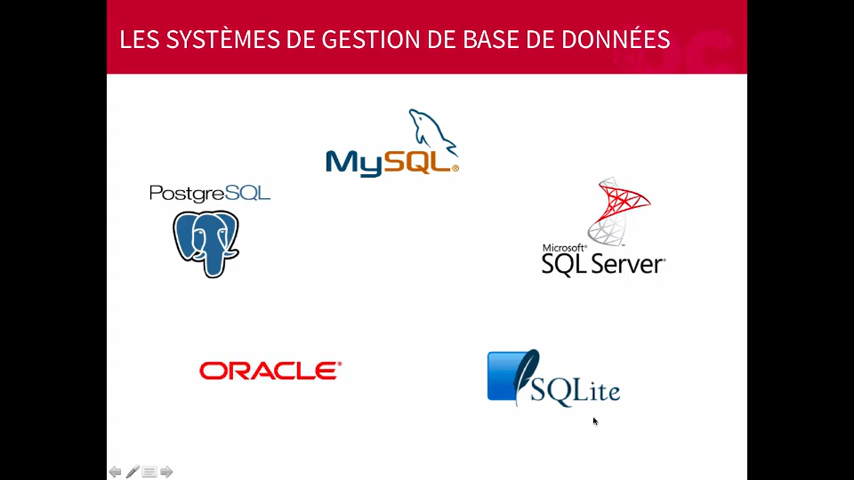 LES SYSTÈMES DE GESTION DE BASE DE DONNÉES
MySQL®
PostgreSQL
Microsoft®
SQL Server®
ORACLE®
SQLite